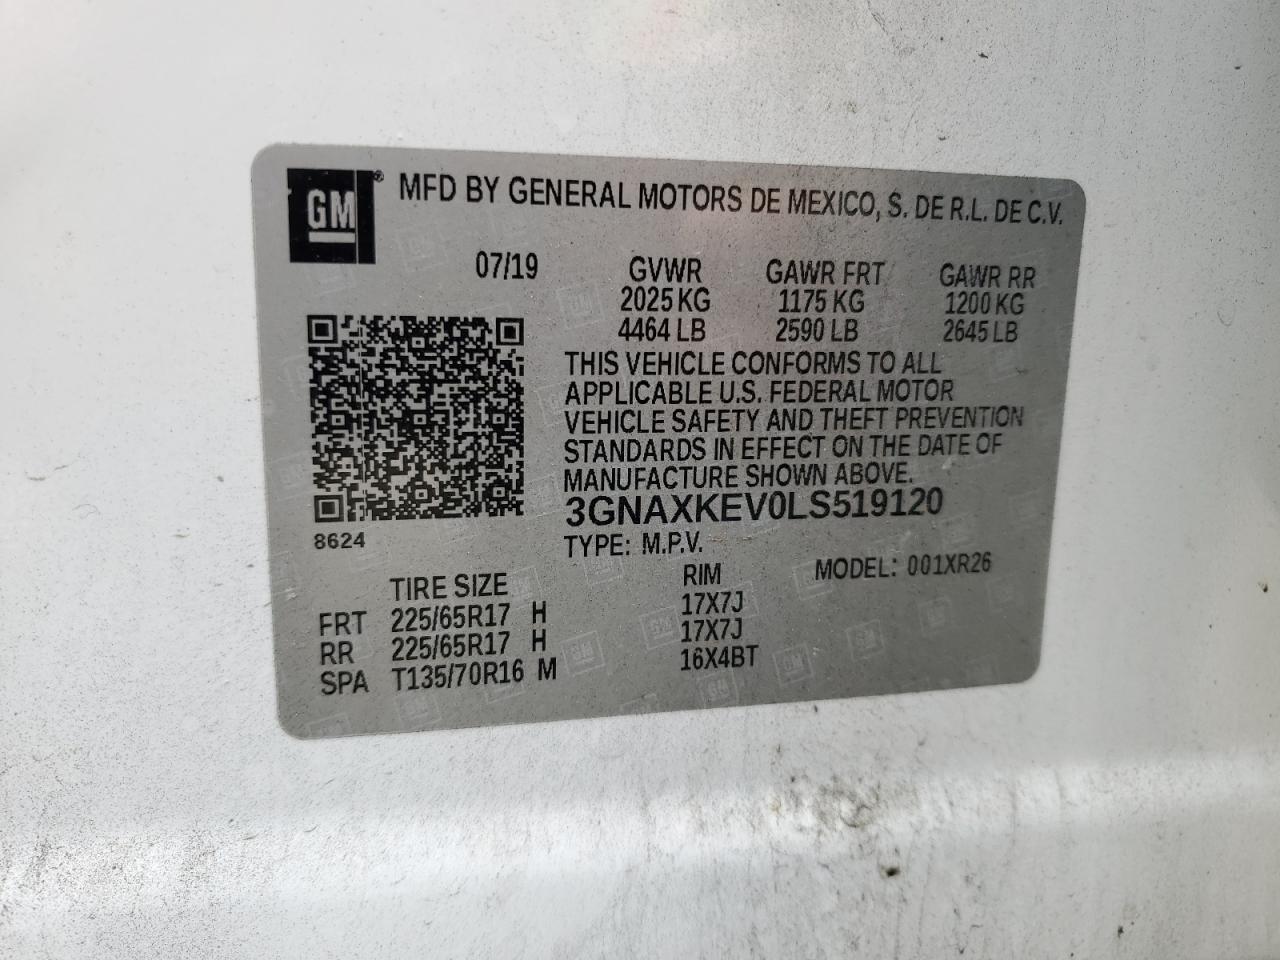 GM® MFD BY GENERAL MOTORS DE MEXICO, S. DE R.L. DE C.V.
07/19 GVWR GAWR FRT GAWR RR
2025 KG 1175 KG 1200 KG
4464 LB 2590 LB 2645 LB
THIS VEHICLE CONFORMS TO ALL
APPLICABLE U.S. FEDERAL MOTOR
VEHICLE SAFETY AND THEFT PREVENTION
STANDARDS IN EFFECT ON THE DATE OF
MANUFACTURE SHOWN ABOVE.
3GNAXKEV0LS519120
8624
TYPE: M.P.V. MODEL: 001XR26
TIRE SIZE RIM
FRT 225/65R17 H 17X7J
RR 225/65R17 H 17X7J
SPA T135/70R16 M 16X4BT